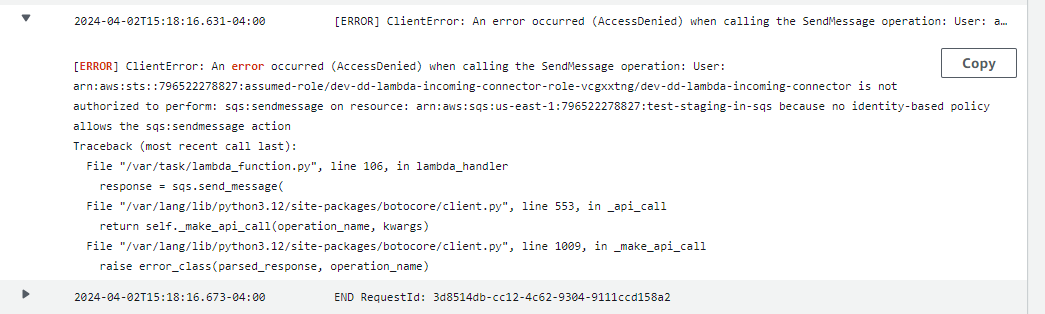 2024-04-02T15:18:16.631-04:00 [ERROR] ClientError: An error occurred (AccessDenied) when calling the SendMessage operation: User: a…
[ERROR] ClientError: An error occurred (AccessDenied) when calling the SendMessage operation: User:
Copy
arn:aws:sts::796522278827:assumed-role/dev-dd-lambda-incoming-connector-role-vcgxxtng/dev-dd-lambda-incoming-connector is not
authorized to perform: sqs:sendmessage on resource: arn:aws:sqs:us-east-1:796522278827:test-staging-in-sqs because no identity-based policy
allows the sqs:sendmessage action
Traceback (most recent call last):
File "/var/task/lambda_function.py", line 106, in lambda_handler
response = sqs.send_message(
File "/var/lang/lib/python3.12/site-packages/botocore/client.py", line 553, in _api_call
return self._make_api_call(operation_name, kwargs)
File "/var/lang/lib/python3.12/site-packages/botocore/client.py", line 1009, in _make_api_call
raise error_class(parsed_response, operation_name)
2024-04-02T15:18:16.673-04:00 END RequestId: 3d8514db-cc12-4c62-9304-9111ccd158a2